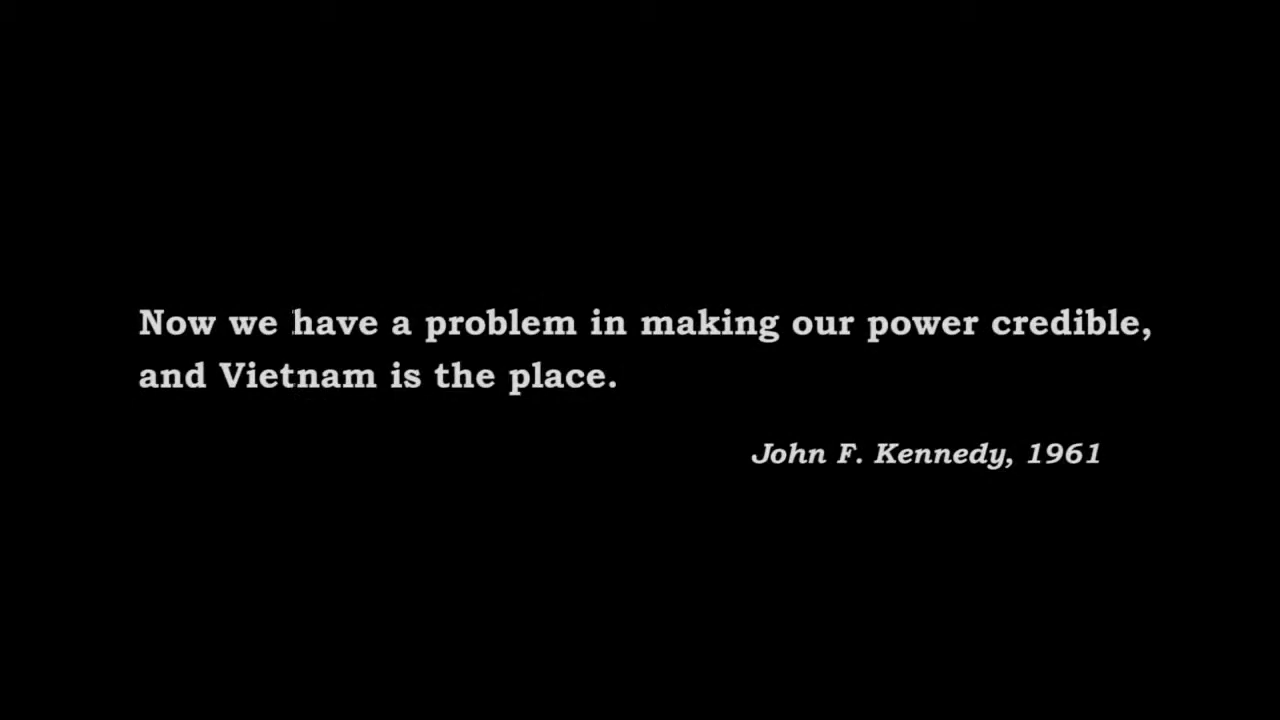 Now we have a problem in making our power credible,
and Vietnam is the place.
John F. Kennedy, 1961